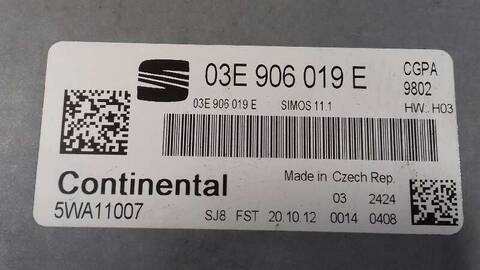 03E 906 019 E
CGPA
9802
03E 906 019 E SIMOS 11.1
HW: H03
Continental
Made in Czech Rep.
03 2424
5WA11007
SJ8 FST 20.10.12 0014 0408